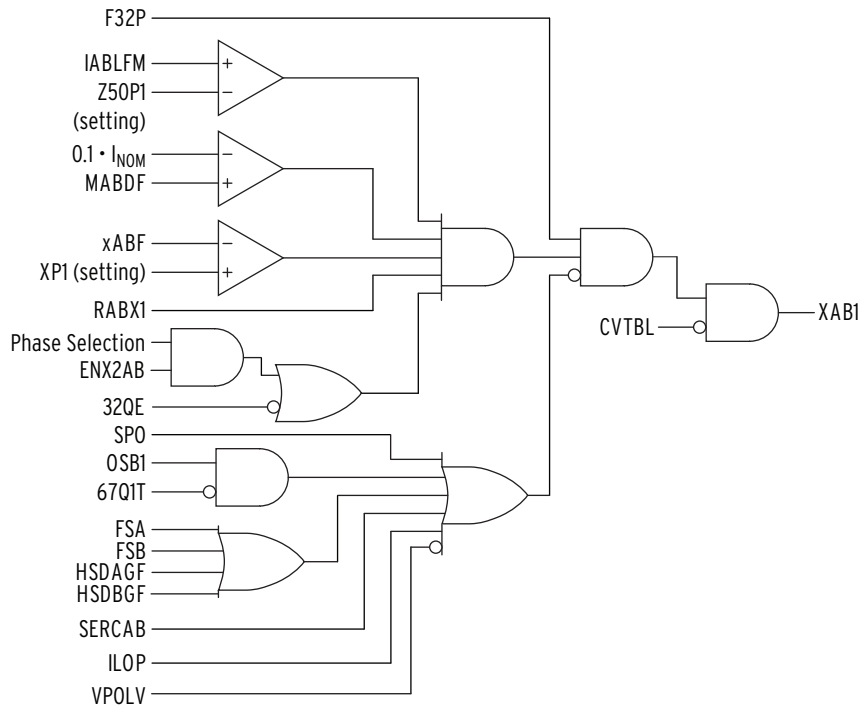 F32P
IABLFM
+
Z50P1
−
(setting)
0.1 • INOM
−
MABDF
+
xABF
−
XP1 (setting)
+
RABX1
Phase Selection
ENX2AB
32QE
CVTBL
XAB1
SPO
OSB1
67Q1T
FSA
FSB
HSDAGF
HSDBGF
SERCAB
ILOP
VPOLV